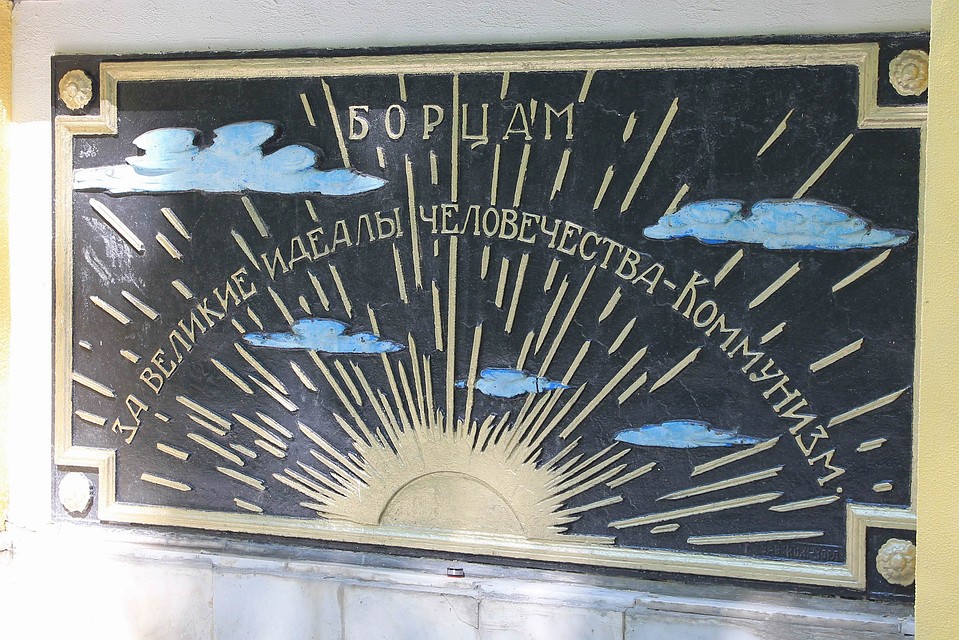 БОРЦАМ
ЗА ВЕЛИКИЕ ИДЕАЛЫ ЧЕЛОВЕЧЕСТВА-КОММУНИЗМ.